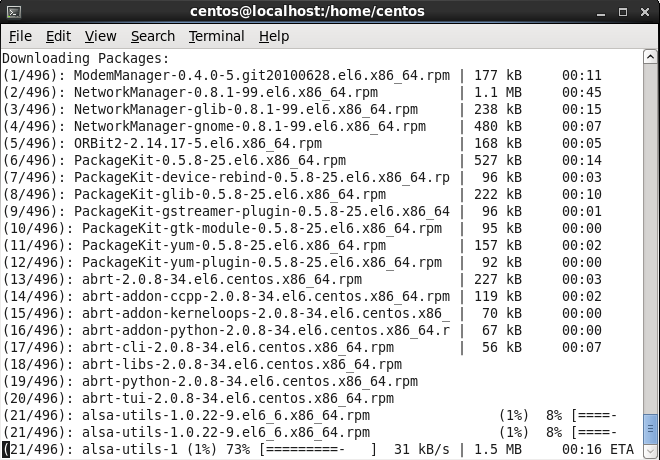 centos@localhost:/home/centos
File Edit View Search Terminal Help
Downloading Packages:
(1/496): ModemManager-0.4.0-5.git20100628.el6.x86_64.rpm | 177 kB 00:11
(2/496): NetworkManager-0.8.1-99.el6.x86_64.rpm | 1.1 MB 00:45
(3/496): NetworkManager-glib-0.8.1-99.el6.x86_64.rpm | 238 kB 00:15
(4/496): NetworkManager-gnome-0.8.1-99.el6.x86_64.rpm | 480 kB 00:07
(5/496): ORBit2-2.14.17-5.el6.x86_64.rpm | 168 kB 00:05
(6/496): PackageKit-0.5.8-25.el6.x86_64.rpm | 527 kB 00:14
(7/496): PackageKit-device-rebind-0.5.8-25.el6.x86_64.rp | 96 kB 00:03
(8/496): PackageKit-glib-0.5.8-25.el6.x86_64.rpm | 222 kB 00:10
(9/496): PackageKit-gstreamer-plugin-0.5.8-25.el6.x86_64 | 96 kB 00:01
(10/496): PackageKit-gtk-module-0.5.8-25.el6.x86_64.rpm | 95 kB 00:00
(11/496): PackageKit-yum-0.5.8-25.el6.x86_64.rpm | 157 kB 00:02
(12/496): PackageKit-yum-plugin-0.5.8-25.el6.x86_64.rpm | 92 kB 00:00
(13/496): abrt-2.0.8-34.el6.centos.x86_64.rpm | 227 kB 00:03
(14/496): abrt-addon-ccpp-2.0.8-34.el6.centos.x86_64.rpm | 119 kB 00:02
(15/496): abrt-addon-kerneloops-2.0.8-34.el6.centos.x86_ | 70 kB 00:00
(16/496): abrt-addon-python-2.0.8-34.el6.centos.x86_64.r | 67 kB 00:00
(17/496): abrt-cli-2.0.8-34.el6.centos.x86_64.rpm | 56 kB 00:07
(18/496): abrt-libs-2.0.8-34.el6.centos.x86_64.rpm
(19/496): abrt-python-2.0.8-34.el6.centos.x86_64.rpm
(20/496): abrt-tui-2.0.8-34.el6.centos.x86_64.rpm
(21/496): alsa-utils-1.0.22-9.el6_6.x86_64.rpm (1%) 8% [====-
(21/496): alsa-utils-1.0.22-9.el6_6.x86_64.rpm (1%) 8% [====-
(21/496): alsa-utils-1 (1%) 73% [=========- ] 31 kB/s | 1.5 MB 00:16 ETA